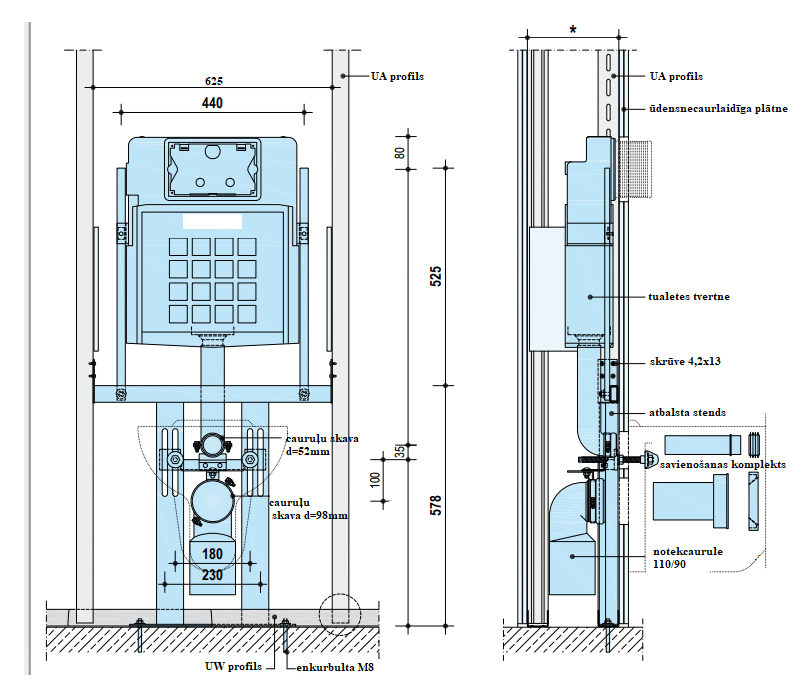 UA profils
625
440
80
525
35
100
578
cauruļu skava
d=52mm
cauruļu
skava d=98mm
180
230
UW profils
enkurbulta M8
*
UA profils
ūdensnecaurlaidīga plātne
tualetes tvertne
skrūve 4,2x13
atbalsta stends
savienošanas komplekts
notekcaurule
110/90